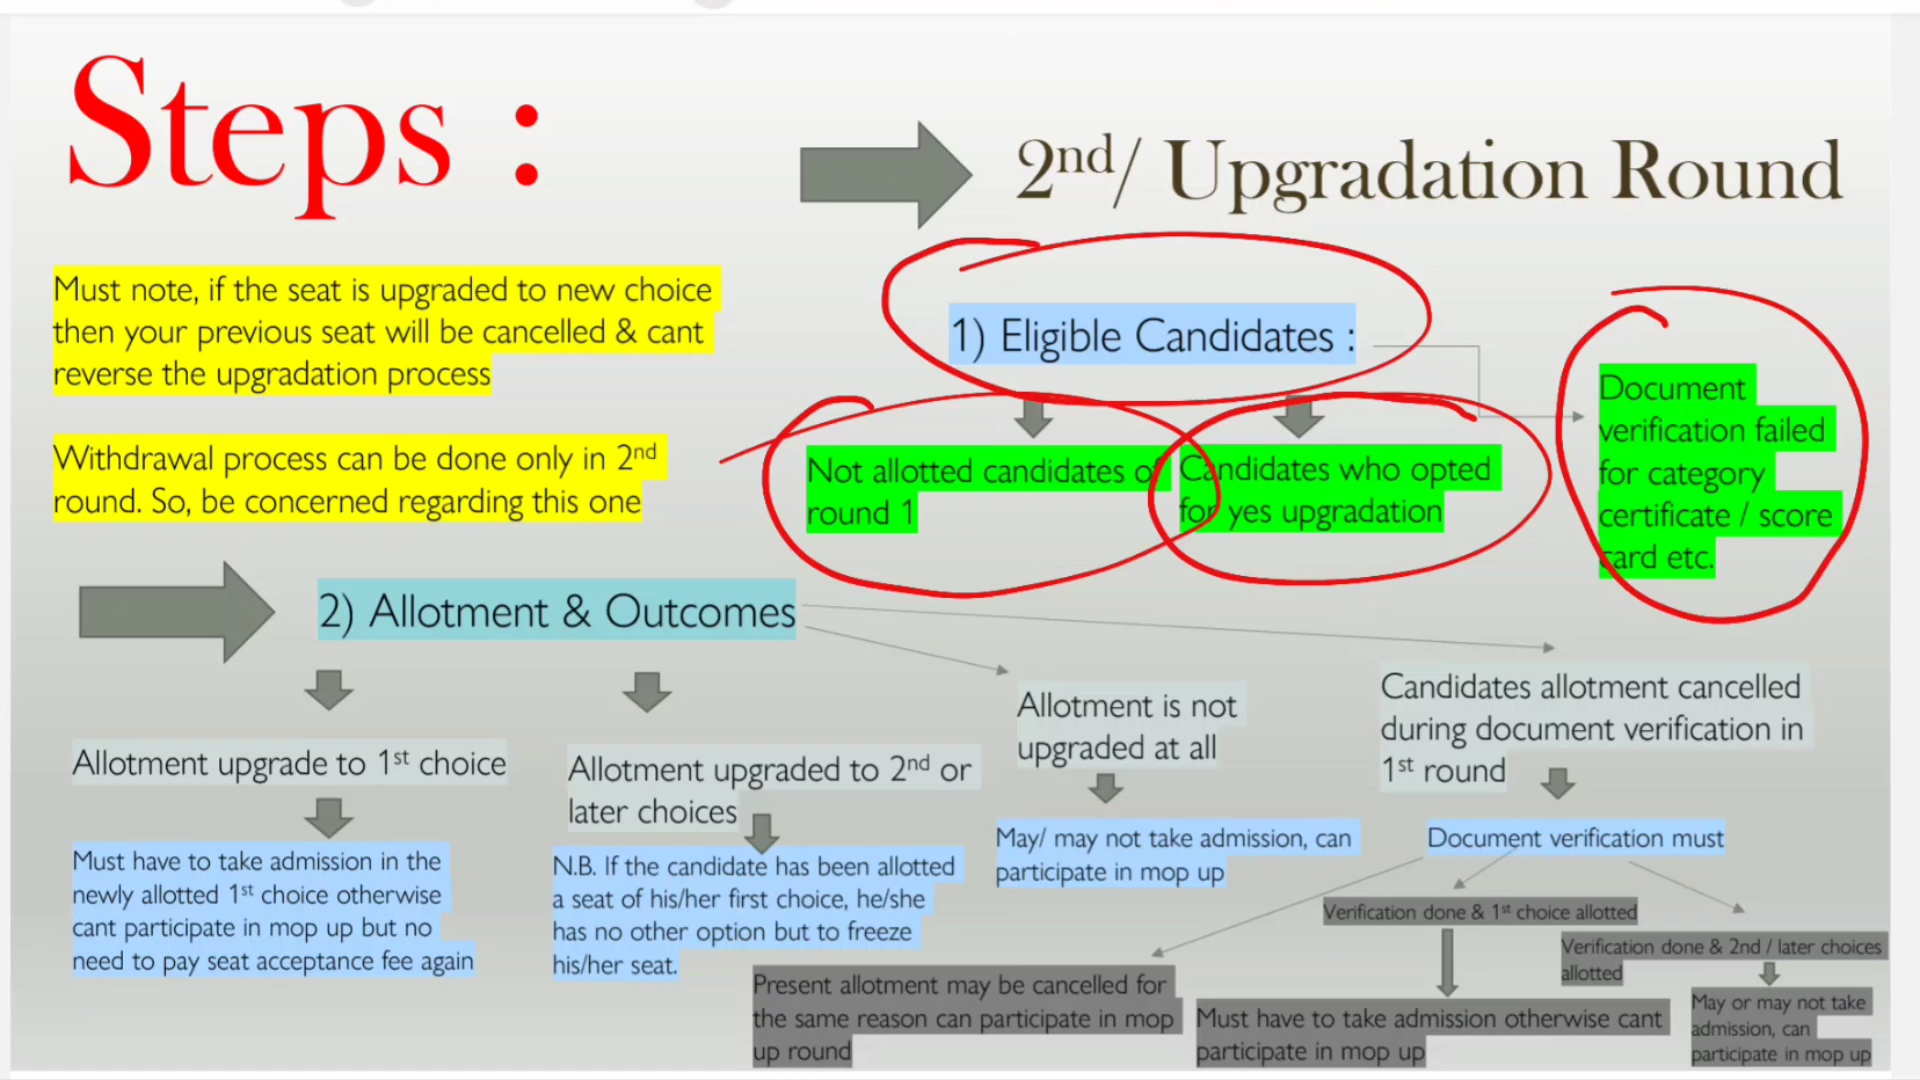 Steps :
2nd/ Upgradation Round
Must note, if the seat is upgraded to new choice
then your previous seat will be cancelled & cant
reverse the upgradation process
Withdrawal process can be done only in 2nd
round. So, be concerned regarding this one
1) Eligible Candidates :
Not allotted candidates of
round 1
Candidates who opted
for yes upgradation
Document
verification failed
for category
certificate / score
card etc.
2) Allotment & Outcomes
Allotment upgrade to 1st choice
Must have to take admission in the
newly allotted 1st choice otherwise
cant participate in mop up but no
need to pay seat acceptance fee again
Allotment upgraded to 2nd or
later choices
N.B. If the candidate has been allotted
a seat of his/her first choice, he/she
has no other option but to freeze
his/her seat.
Allotment is not
upgraded at all
May/ may not take admission, can
participate in mop up
Candidates allotment cancelled
during document verification in
1st round
Document verification must
Present allotment may be cancelled for
the same reason can participate in mop
up round
Verification done & 1st choice allotted
Must have to take admission otherwise cant
participate in mop up
Verification done & 2nd / later choices
allotted
May or may not take
admission, can
participate in mop up